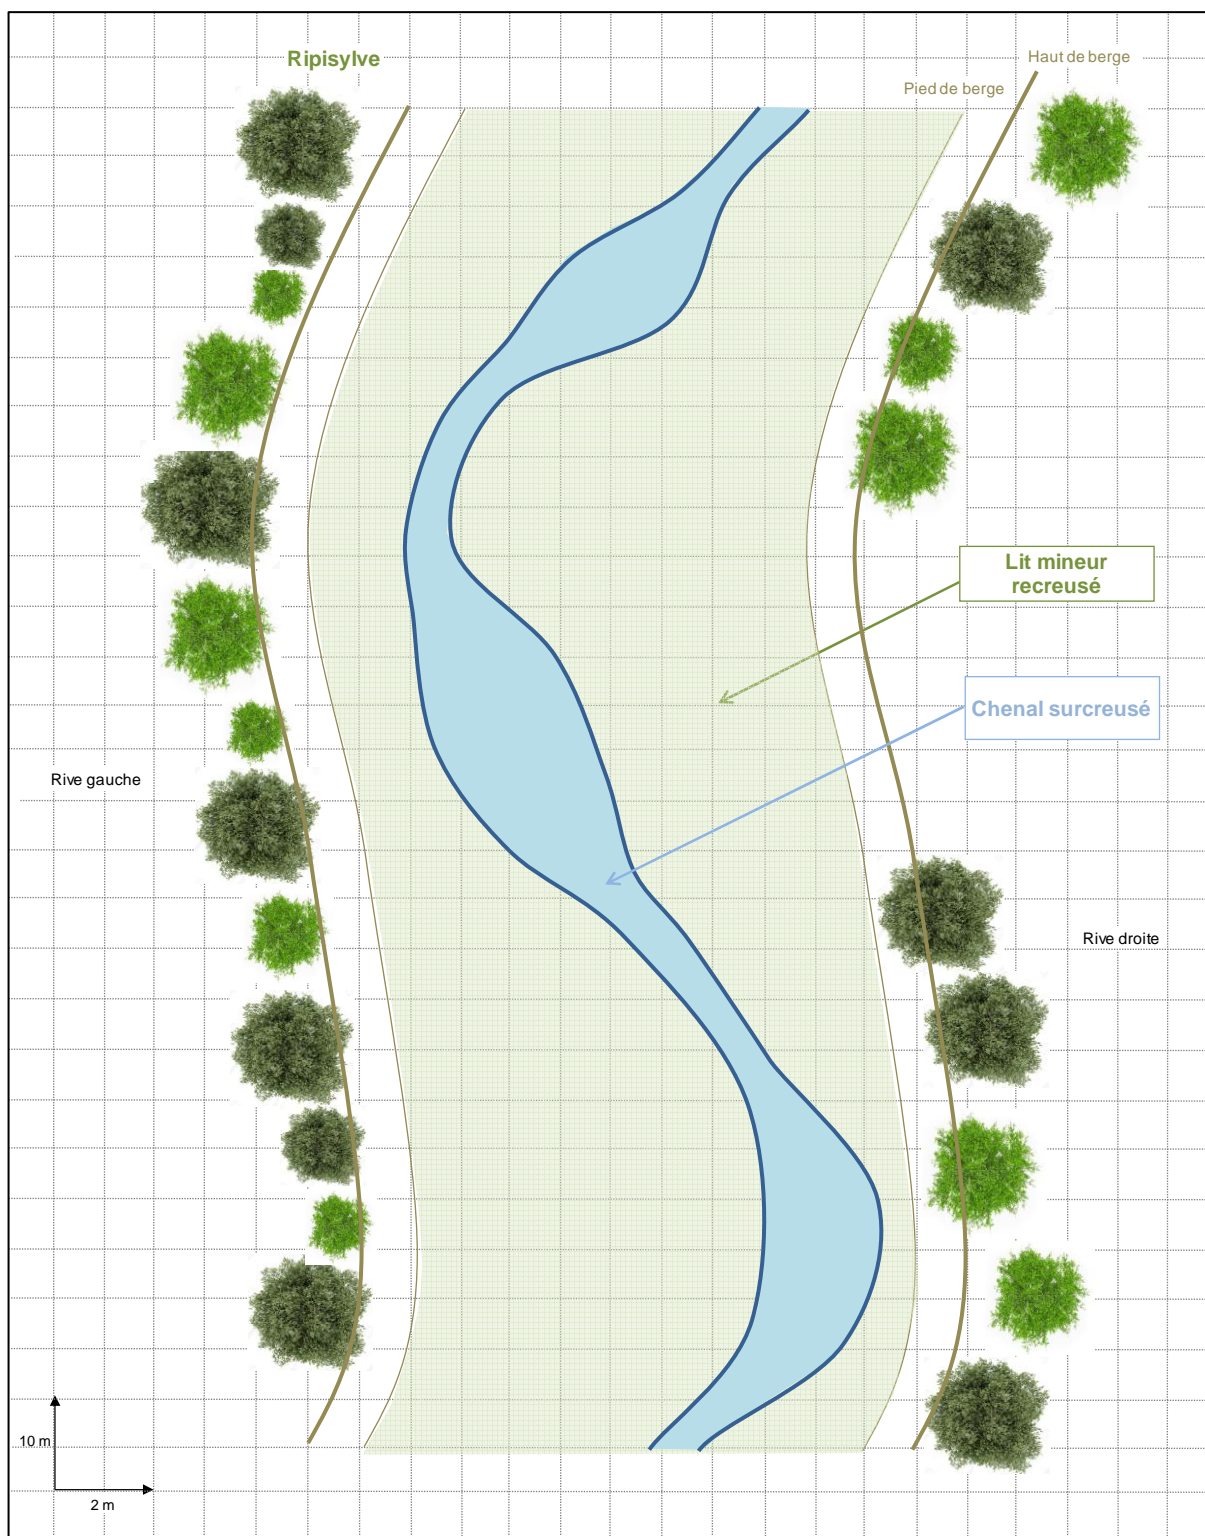 Haut de berge
Ripisylve
Pied de berge
Lit mineur
recreusé
Chenal surcreusé
Rive gauche
Rive droite
10 m
2 m